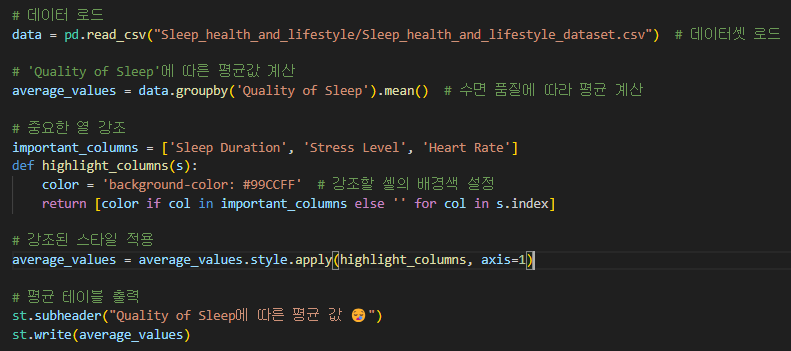 # 데이터 로드
data = pd.read_csv("Sleep_health_and_lifestyle/Sleep_health_and_lifestyle_dataset.csv")  # 데이터셋 로드

# 'Quality of Sleep'에 따른 평균값 계산
average_values = data.groupby('Quality of Sleep').mean()  # 수면 품질에 따라 평균 계산

# 중요한 열 강조
important_columns = ['Sleep Duration', 'Stress Level', 'Heart Rate']
def highlight_columns(s):
    color = 'background-color: #99CCFF'  # 강조할 셀의 배경색 설정
    return [color if col in important_columns else '' for col in s.index]

# 강조된 스타일 적용
average_values = average_values.style.apply(highlight_columns, axis=1)

# 평균 테이블 출력
st.subheader("Quality of Sleep에 따른 평균 값 😪")
st.write(average_values)